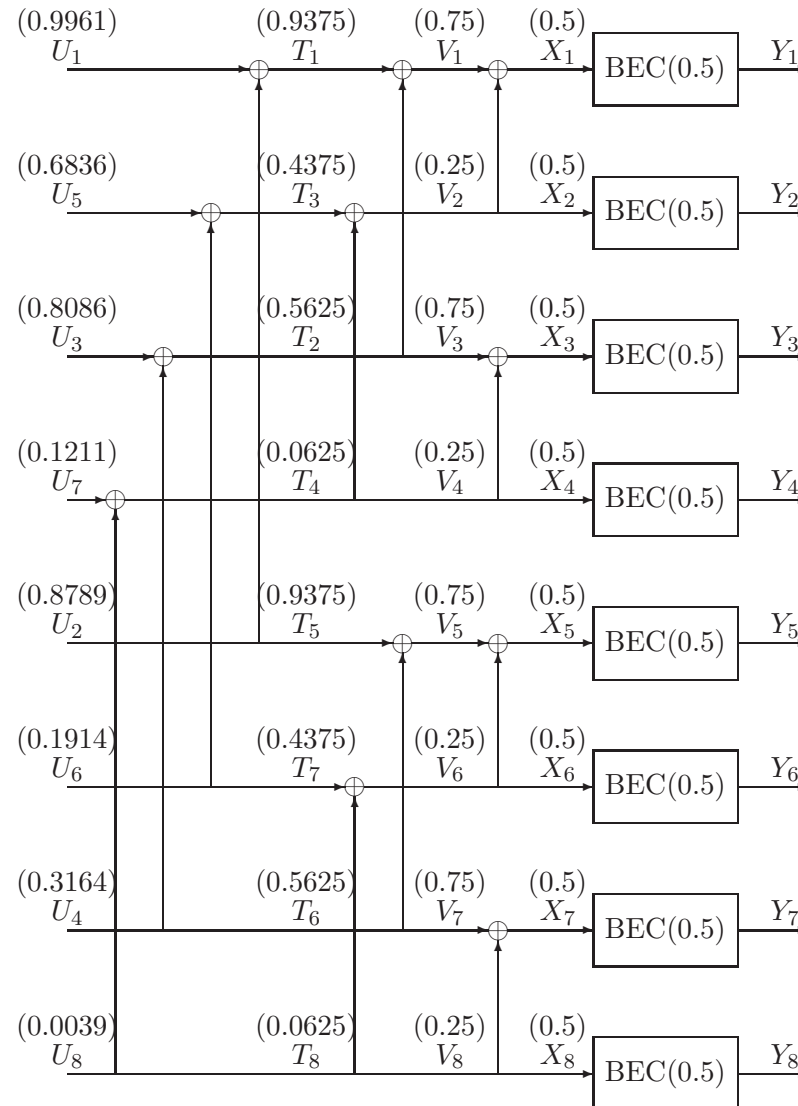 (0.9961) (0.9375) (0.75) (0.5)
U1 T1 V1 X1 BEC(0.5) Y1
(0.6836) (0.4375) (0.25) (0.5)
U5 T3 V2 X2 BEC(0.5) Y2
(0.8086) (0.5625) (0.75) (0.5)
U3 T2 V3 X3 BEC(0.5) Y3
(0.1211) (0.0625) (0.25) (0.5)
U7 T4 V4 X4 BEC(0.5) Y4
(0.8789) (0.9375) (0.75) (0.5)
U2 T5 V5 X5 BEC(0.5) Y5
(0.1914) (0.4375) (0.25) (0.5)
U6 T7 V6 X6 BEC(0.5) Y6
(0.3164) (0.5625) (0.75) (0.5)
U4 T6 V7 X7 BEC(0.5) Y7
(0.0039) (0.0625) (0.25) (0.5)
U8 T8 V8 X8 BEC(0.5) Y8